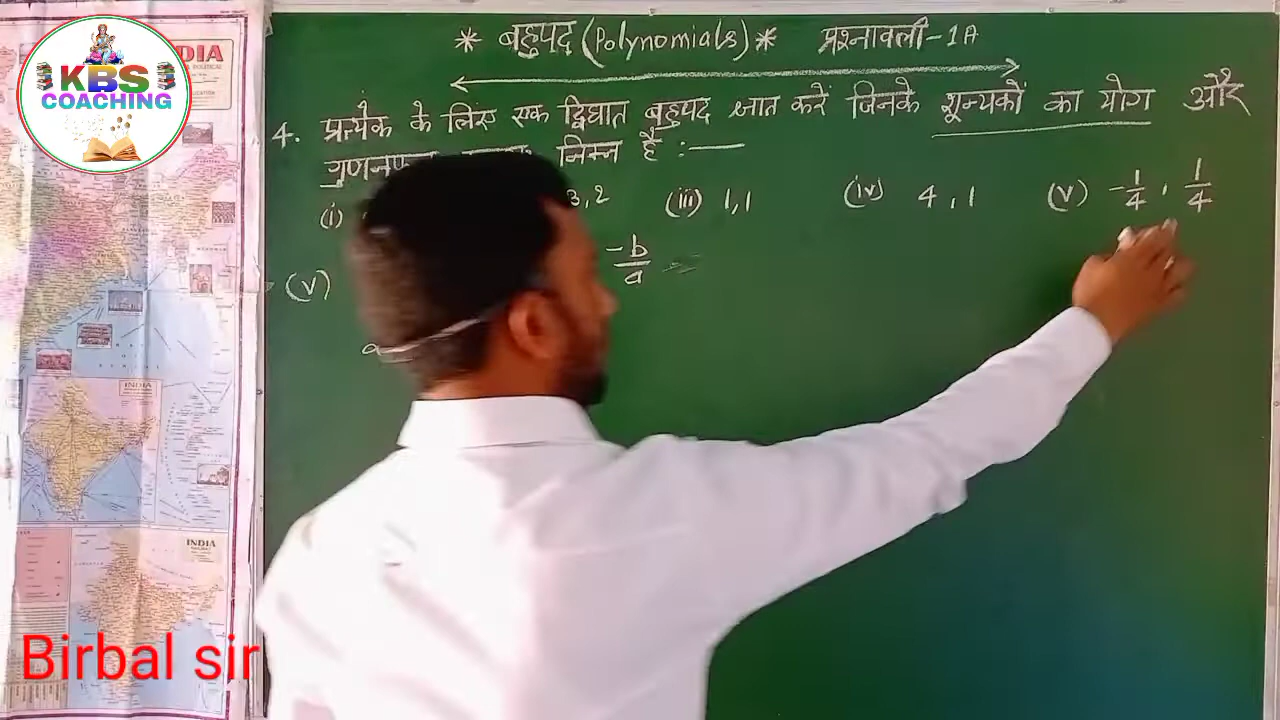 KBS
COACHING
INDIA
* बहुपद (Polynomials) * प्रश्नावली-1A
4. प्रत्येक के लिए एक द्विघात बहुपद ज्ञात करें जिनके शून्यकों का योग और
निम्न है :—
(i) 3, 2 (iii) 1, 1 (iv) 4, 1 (v) -1/4, 1/4
(v) -b/a =
INDIA
INDIA
Birbal sir